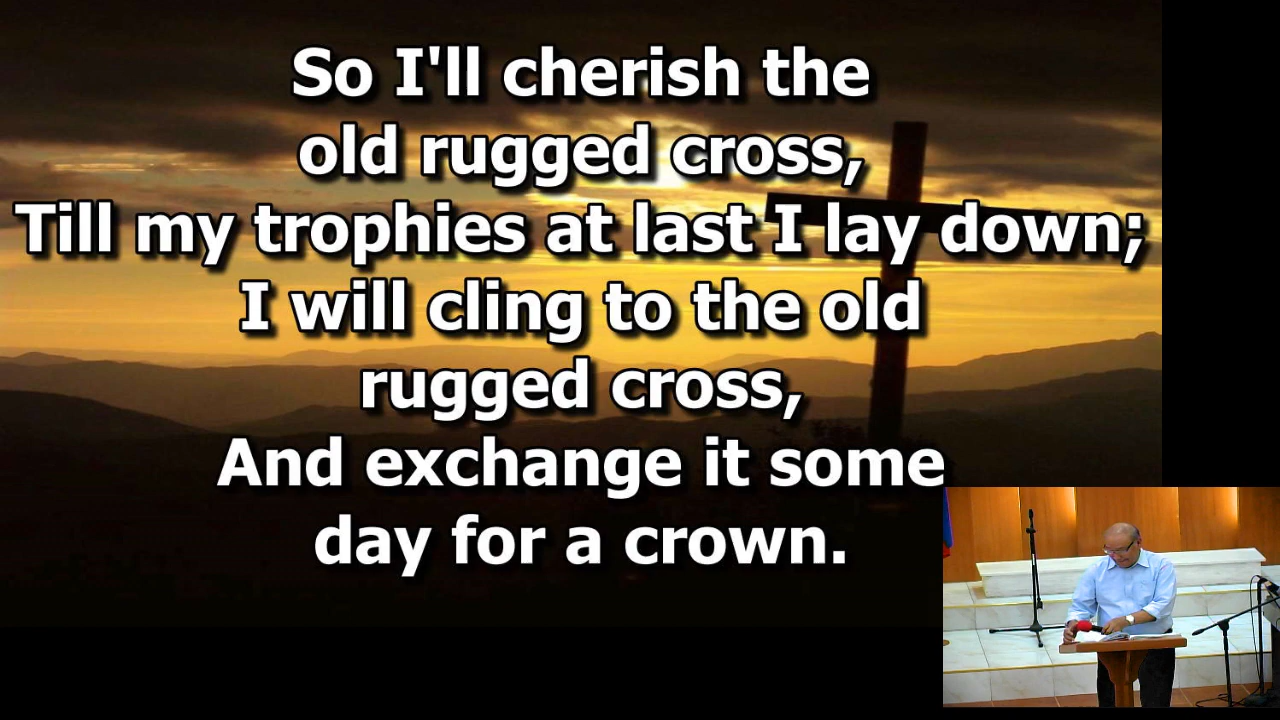 So I'll cherish the
old rugged cross,
Till my trophies at last I lay down;
I will cling to the old
rugged cross,
And exchange it some
day for a crown.